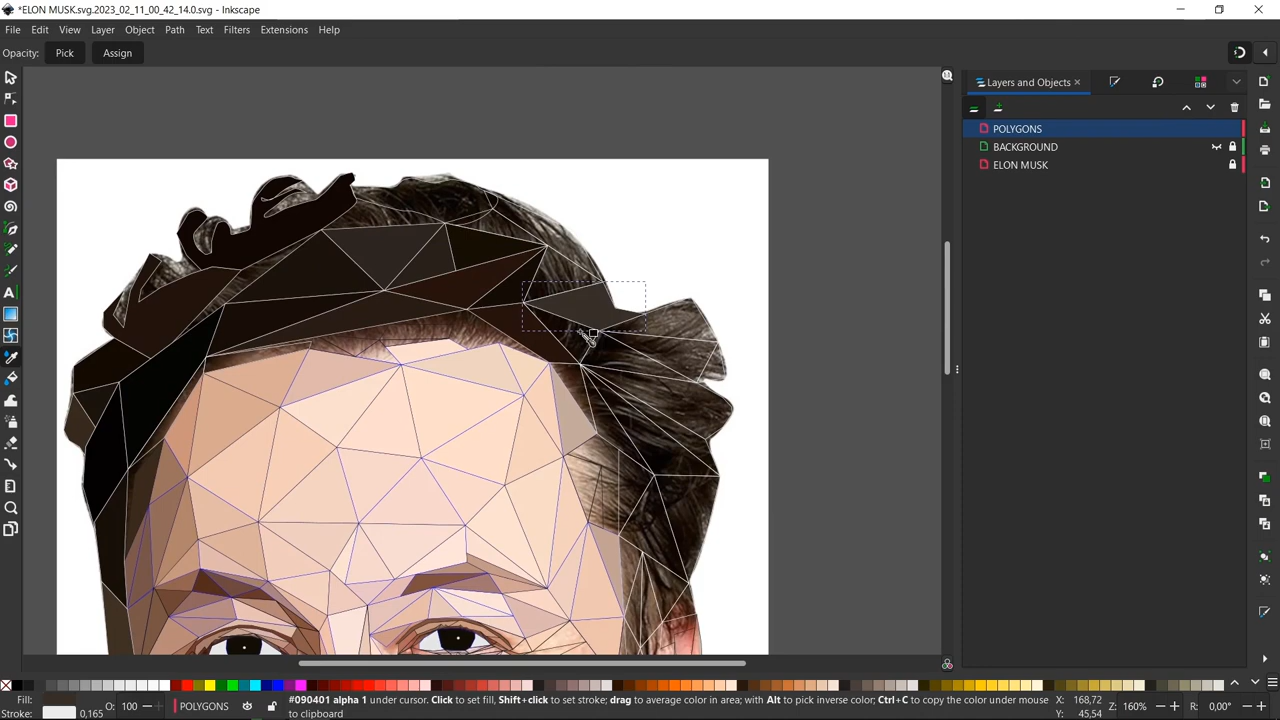 *ELON MUSK.svg.2023_02_11_00_42_14.0.svg - Inkscape
File Edit View Layer Object Path Text Filters Extensions Help
Opacity: Pick Assign
Layers and Objects ×
POLYGONS
BACKGROUND
ELON MUSK
Fill: O: 100 POLYGONS #090401 alpha 1 under cursor. Click to set fill, Shift+click to set stroke; drag to average color in area; with Alt to pick inverse color; Ctrl+C to copy the color under mouse X: 168,72 Z: 160% R: 0,00°
Stroke: 0,165 to clipboard Y: 45,54